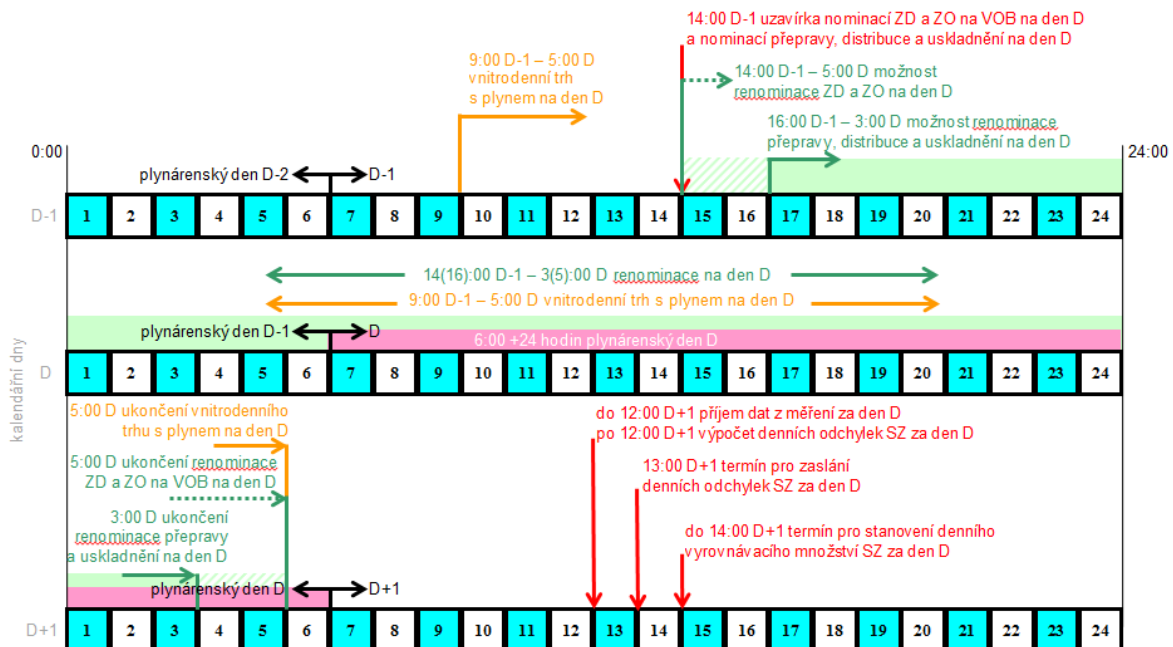 14:00 D-1 uzavírka nominací ZD a ZO na VOB na den D
a nominací přepravy, distribuce a uskladnění na den D
9:00 D-1 – 5:00 D
vnitrodenní trh
s plynem na den D
14:00 D-1 – 5:00 D možnost
renominace ZD a ZO na den D
16:00 D-1 – 3:00 D možnost renominace
přepravy, distribuce a uskladnění na den D
0:00
24:00
plynárenský den D-2
D-1
D-1
1 2 3 4 5 6 7 8 9 10 11 12 13 14 15 16 17 18 19 20 21 22 23 24
14(16):00 D-1 – 3(5):00 D renominace na den D
9:00 D-1 – 5:00 D vnitrodenní trh s plynem na den D
plynárenský den D-1
D
6:00 +24 hodin plynárenský den D
kalendářní dny
D
1 2 3 4 5 6 7 8 9 10 11 12 13 14 15 16 17 18 19 20 21 22 23 24
5:00 D ukončení vnitrodenního
trhu s plynem na den D
5:00 D ukončení renominace
ZD a ZO na VOB na den D
3:00 D ukončení
renominace přepravy
a uskladnění na den D
do 12:00 D+1 příjem dat z měření za den D
po 12:00 D+1 výpočet denních odchylek SZ za den D
13:00 D+1 termín pro zaslání
denních odchylek SZ za den D
do 14:00 D+1 termín pro stanovení denního
vyrovnávacího množství SZ za den D
plynárenský den D
D+1
D+1
1 2 3 4 5 6 7 8 9 10 11 12 13 14 15 16 17 18 19 20 21 22 23 24